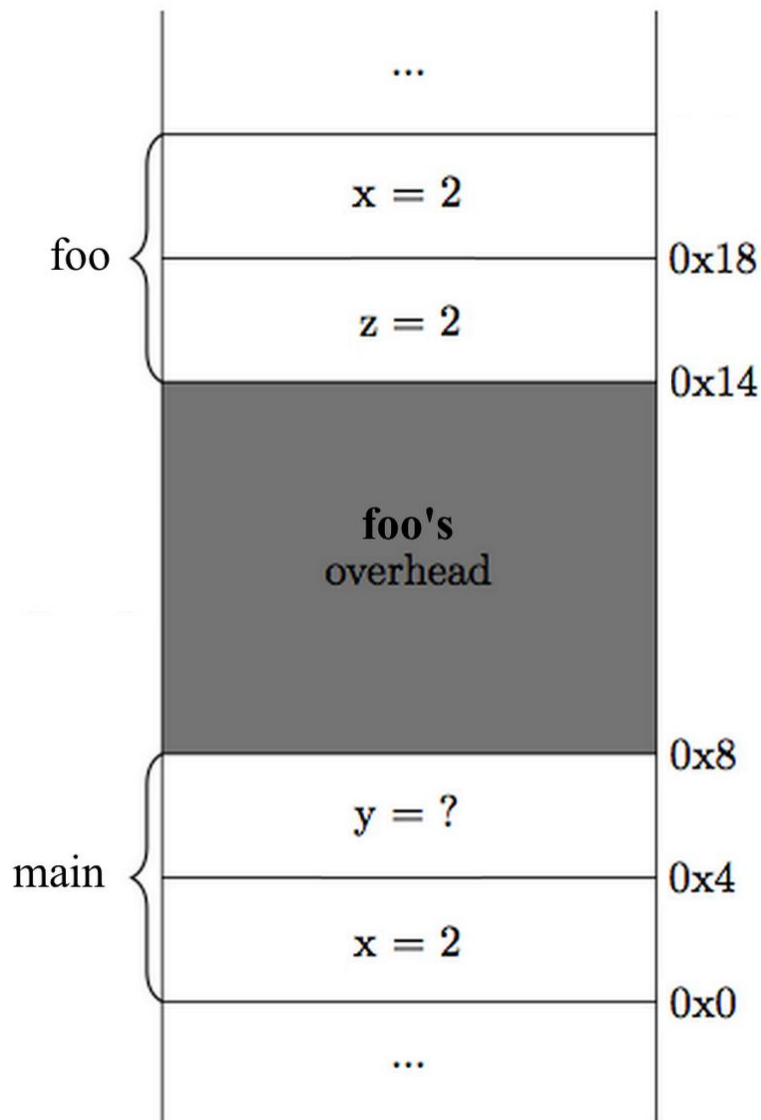 ...
x = 2
foo
0x18
z = 2
0x14
foo's
overhead
0x8
y = ?
main
0x4
x = 2
0x0
...